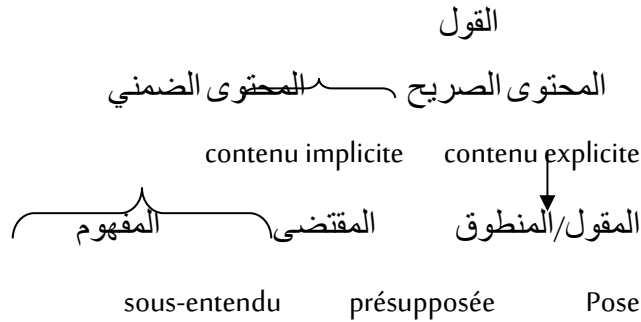 القول
المحتوى الصريح المحتوى الضمني
contenu implicite contenu explicite
المقول/المنطوق المقتضى المفهوم
sous-entendu présupposée Pose